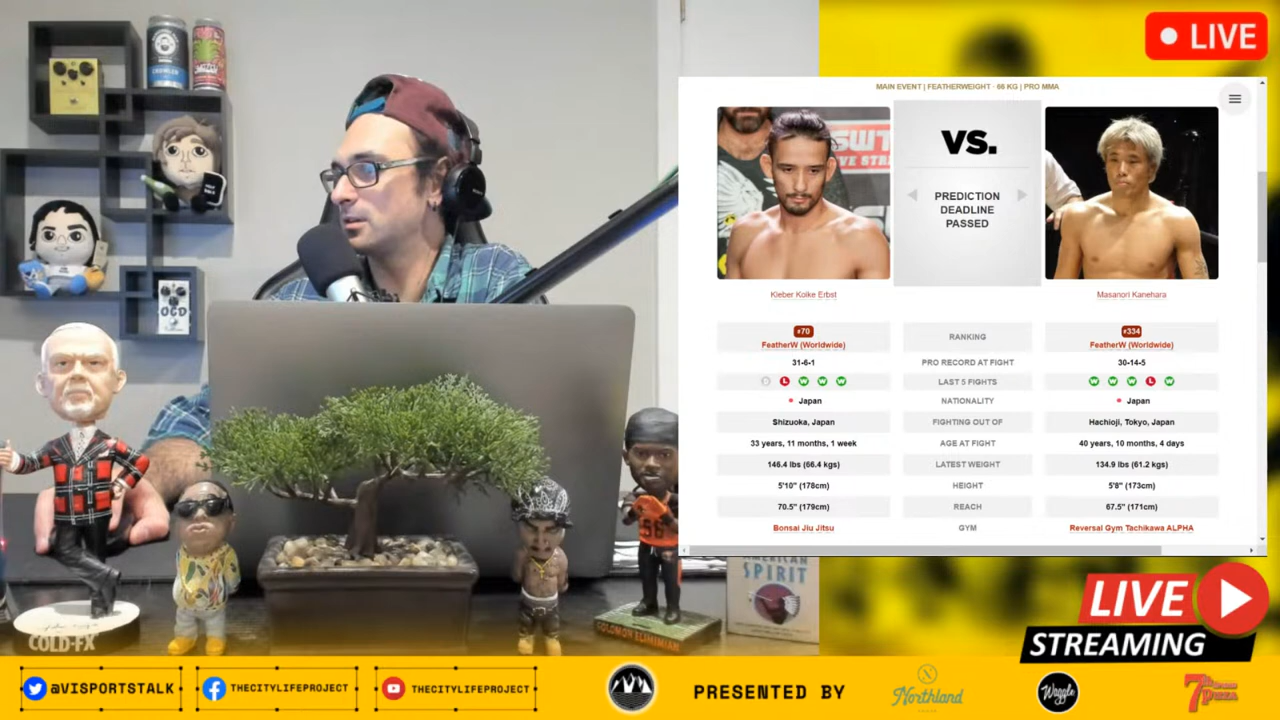 LIVE
MAIN EVENT | FEATHERWEIGHT · 66 KG | PRO MMA
VS.
PREDICTION
DEADLINE
PASSED
Kleber Koike Erbst
Masanori Kanehara
#70
FeatherW (Worldwide)
RANKING
#334
FeatherW (Worldwide)
31-6-1
PRO RECORD AT FIGHT
30-14-5
L W W W
LAST 5 FIGHTS
W W W L W
Japan
NATIONALITY
Japan
Shizuoka, Japan
FIGHTING OUT OF
Hachioji, Tokyo, Japan
33 years, 11 months, 1 week
AGE AT FIGHT
40 years, 10 months, 4 days
146.4 lbs (66.4 kgs)
LATEST WEIGHT
134.9 lbs (61.2 kgs)
5'10" (178cm)
HEIGHT
5'8" (173cm)
70.5" (179cm)
REACH
67.5" (171cm)
Bonsai Jiu Jitsu
GYM
Reversal Gym Tachikawa ALPHA
OCD
COLD-FX
SOLOMON ELIMIMIAN
AMERICAN
SPIRIT
LIVE
STREAMING
@VISPORTSTALK
THECITYLIFEPROJECT
THECITYLIFEPROJECT
PRESENTED BY
Northland
Waggle
7
PIZZA